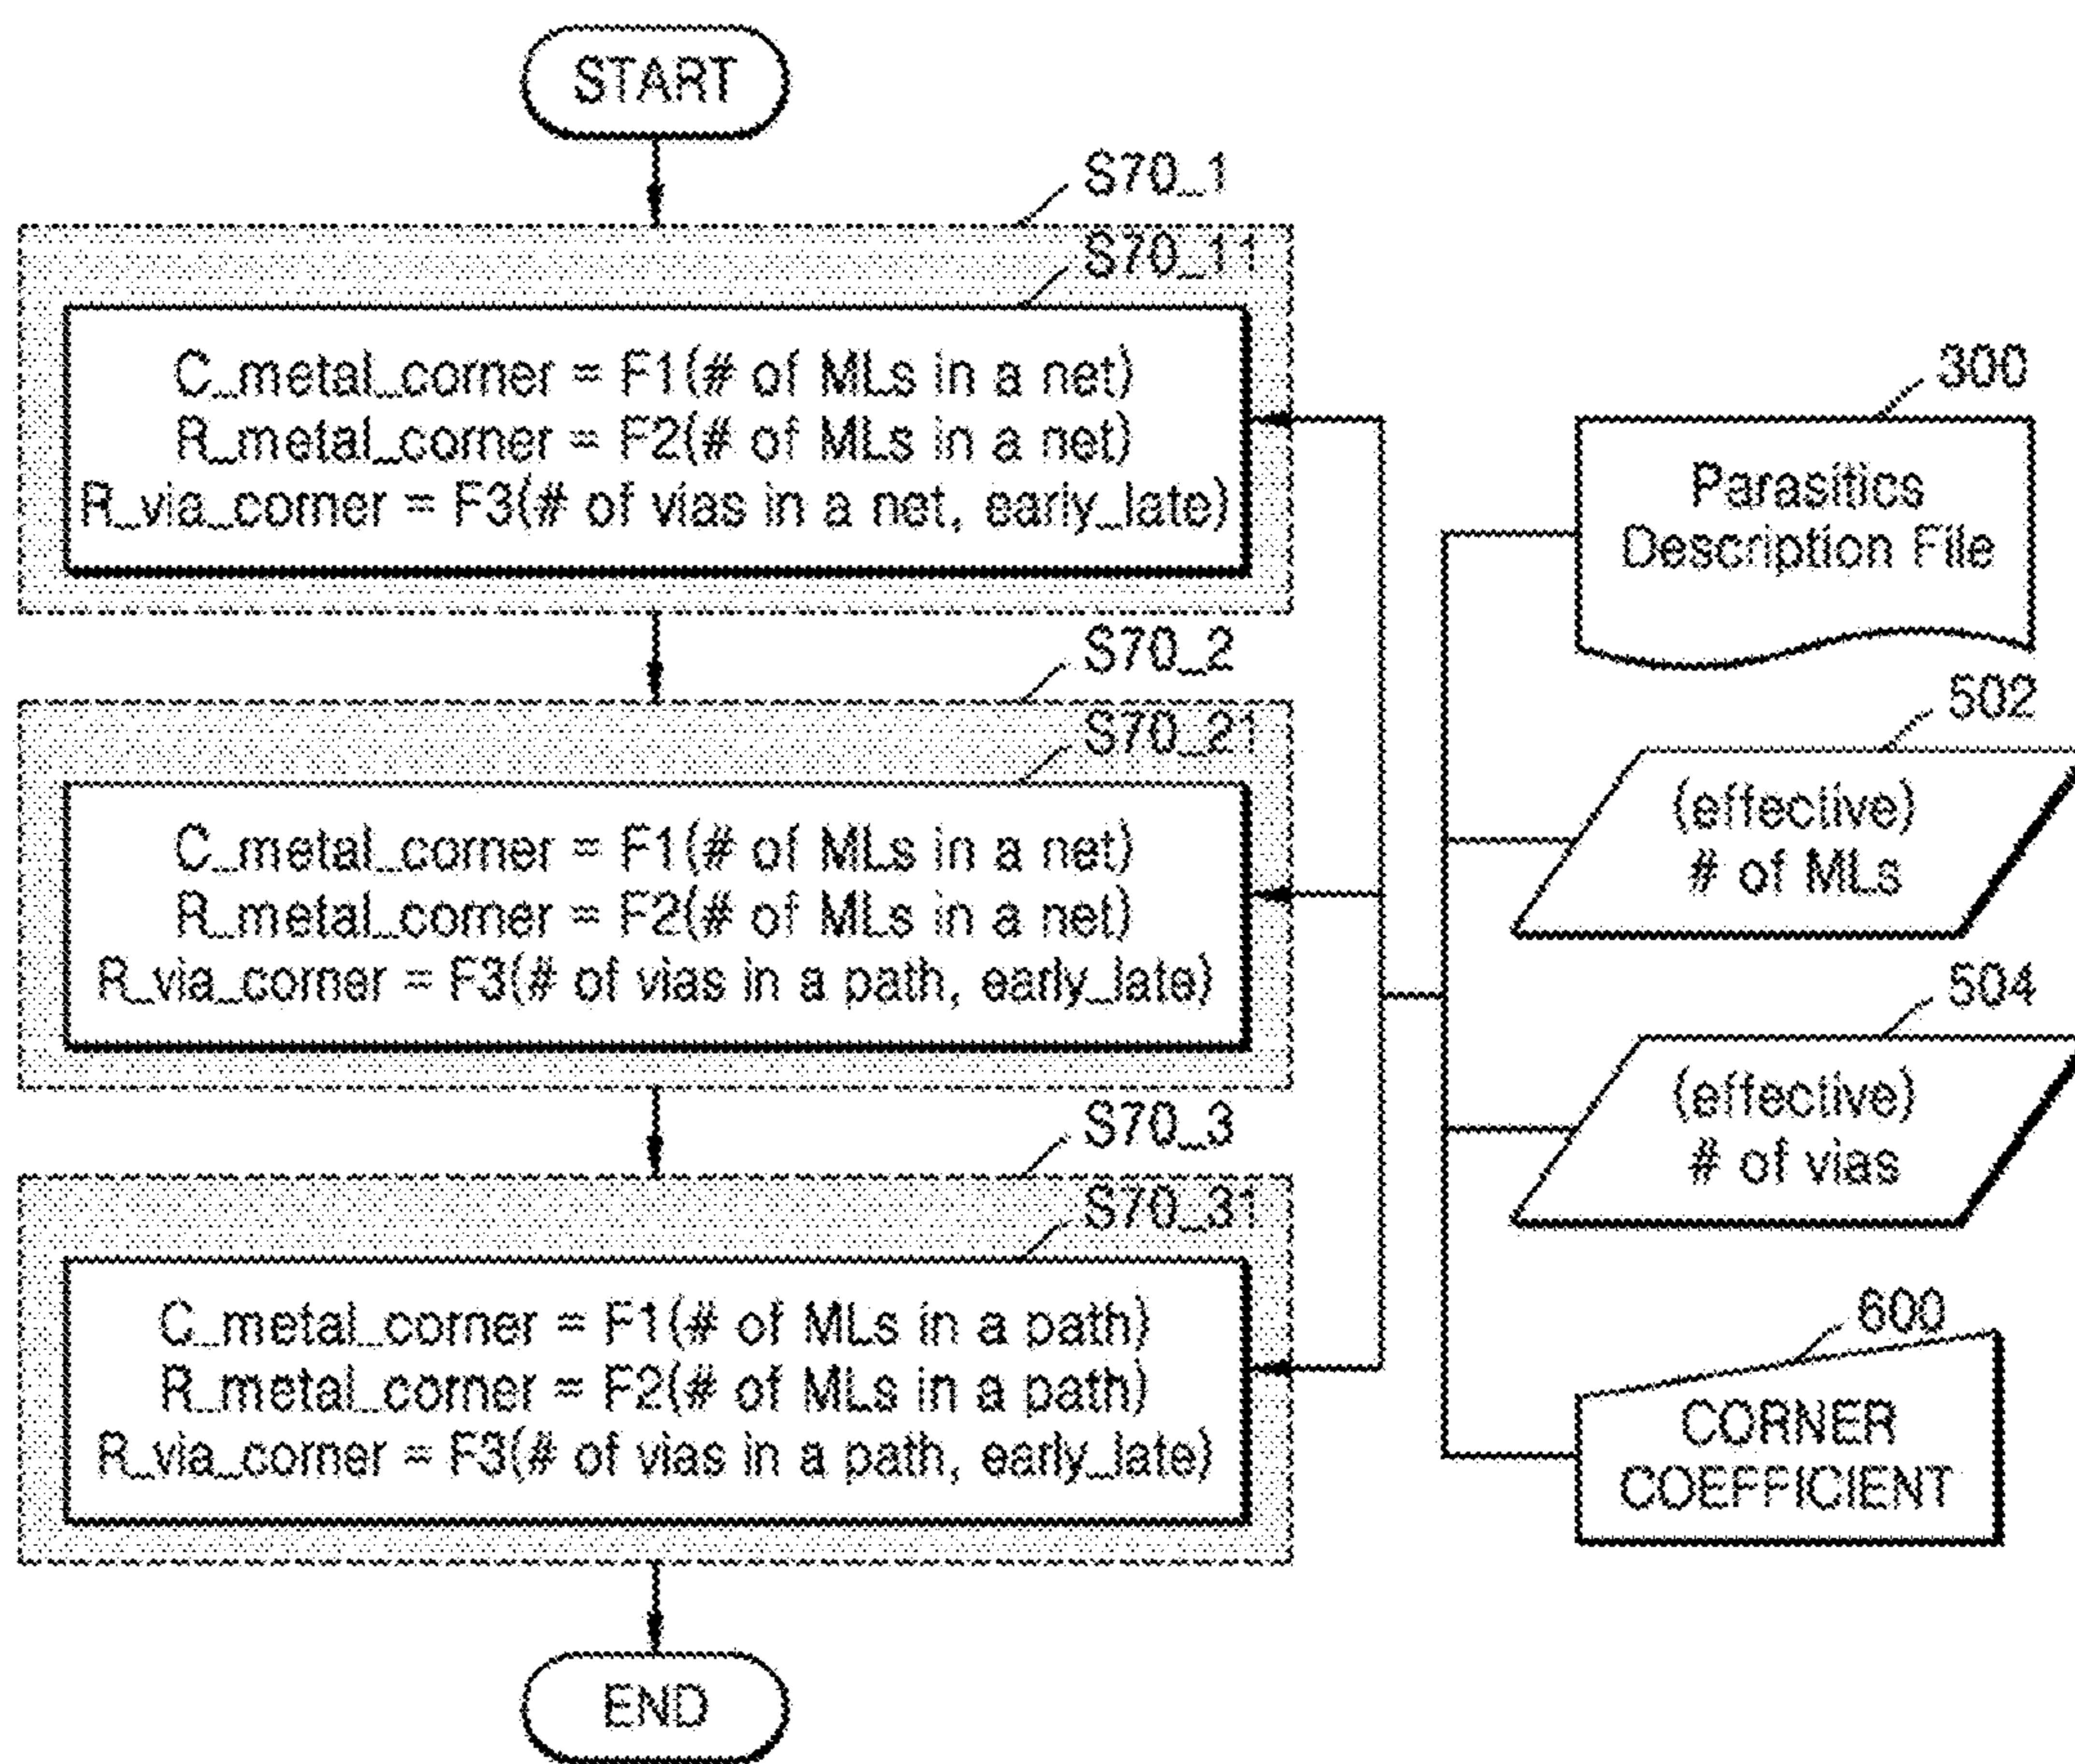 START
S70_1
S70_11
C_metal_corner = F1(# of MLs in a net)
R_metal_corner = F2(# of MLs in a net)
R_via_corner = F3(# of vias in a net, early_late)
S70_2
S70_21
C_metal_corner = F1(# of MLs in a net)
R_metal_corner = F2(# of MLs in a net)
R_via_corner = F3(# of vias in a path, early_late)
S70_3
S70_31
C_metal_corner = F1(# of MLs in a path)
R_metal_corner = F2(# of MLs in a path)
R_via_corner = F3(# of vias in a path, early_late)
END
300
Parasitics
Description File
502
(effective)
# of MLs
504
(effective)
# of vias
600
CORNER
COEFFICIENT